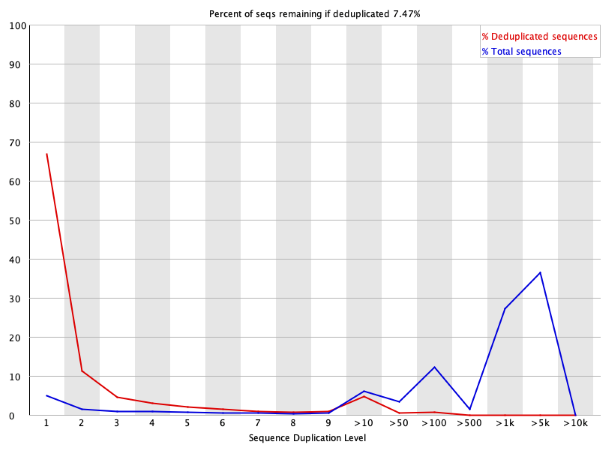 Percent of seqs remaining if deduplicated 7.47%
% Deduplicated sequences
% Total sequences
100
90
80
70
60
50
40
30
20
10
0
1 2 3 4 5 6 7 8 9 >10 >50 >100 >500 >1k >5k >10k
Sequence Duplication Level